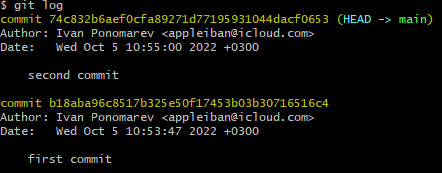 $ git log
commit 74c832b6aef0cfa89271d77195931044dacf0653 (HEAD -> main)
Author: Ivan Ponomarev <appleiban@icloud.com>
Date:   Wed Oct 5 10:55:00 2022 +0300

    second commit

commit b18aba96c8517b325e50f17453b03b30716516c4
Author: Ivan Ponomarev <appleiban@icloud.com>
Date:   Wed Oct 5 10:53:47 2022 +0300

    first commit